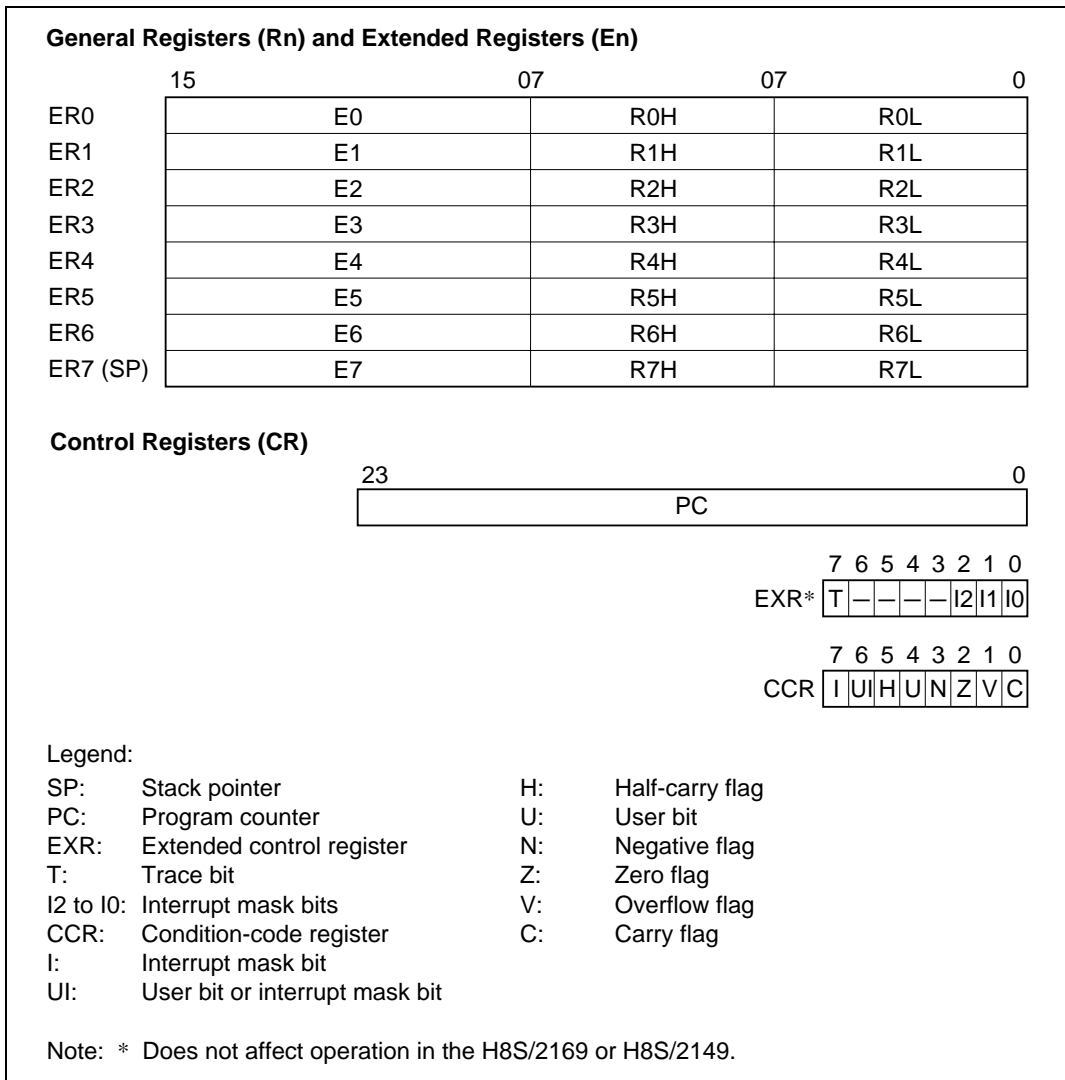 General Registers (Rn) and Extended Registers (En)
15 07 07 0
ER0 E0 R0H R0L
ER1 E1 R1H R1L
ER2 E2 R2H R2L
ER3 E3 R3H R3L
ER4 E4 R4H R4L
ER5 E5 R5H R5L
ER6 E6 R6H R6L
ER7 (SP) E7 R7H R7L
Control Registers (CR)
23 0
PC
7 6 5 4 3 2 1 0
EXR* T — — — — I2 I1 I0
7 6 5 4 3 2 1 0
CCR I UI H U N Z V C
Legend:
SP: Stack pointer H: Half-carry flag
PC: Program counter U: User bit
EXR: Extended control register N: Negative flag
T: Trace bit Z: Zero flag
I2 to I0: Interrupt mask bits V: Overflow flag
CCR: Condition-code register C: Carry flag
I: Interrupt mask bit
UI: User bit or interrupt mask bit
Note: * Does not affect operation in the H8S/2169 or H8S/2149.